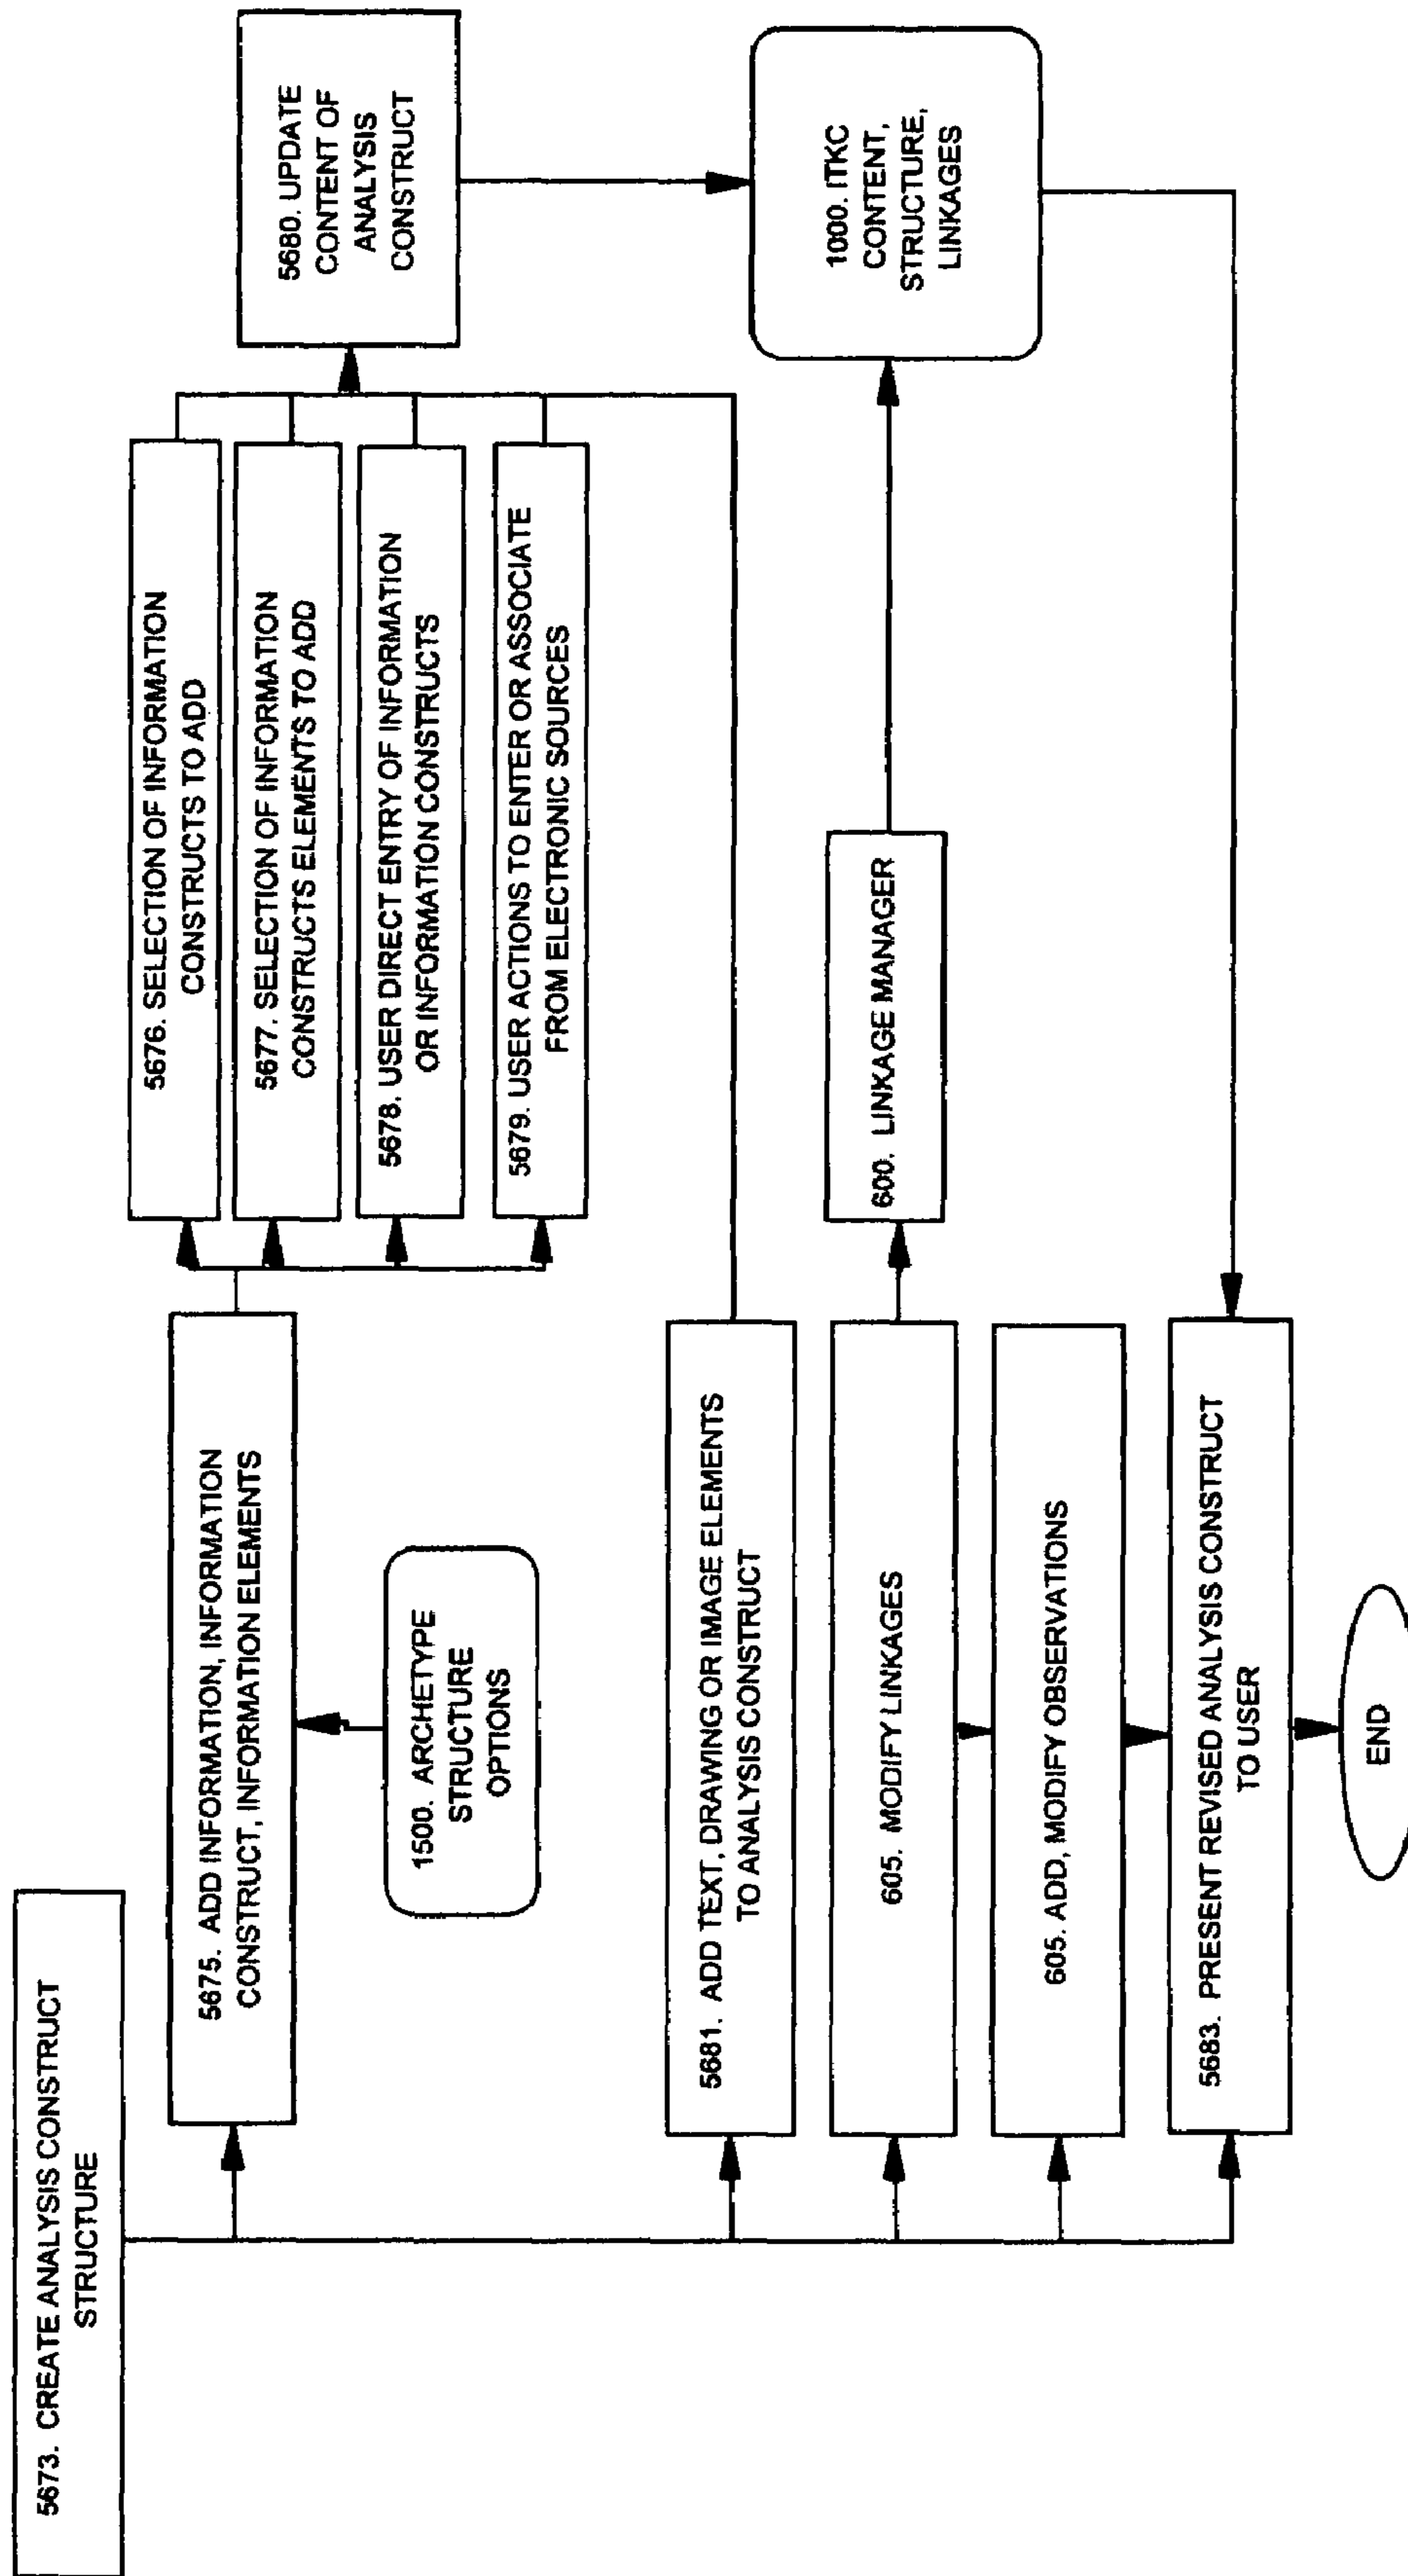 5673. CREATE ANALYSIS CONSTRUCT
STRUCTURE
5675. ADD INFORMATION, INFORMATION
CONSTRUCT, INFORMATION ELEMENTS
1500. ARCHETYPE
STRUCTURE
OPTIONS
5676. SELECTION OF INFORMATION
CONSTRUCTS TO ADD
5677. SELECTION OF INFORMATION
CONSTRUCTS ELEMENTS TO ADD
5678. USER DIRECT ENTRY OF INFORMATION
OR INFORMATION CONSTRUCTS
5679. USER ACTIONS TO ENTER OR ASSOCIATE
FROM ELECTRONIC SOURCES
5680. UPDATE
CONTENT OF
ANALYSIS
CONSTRUCT
5681. ADD TEXT, DRAWING OR IMAGE ELEMENTS
TO ANALYSIS CONSTRUCT
605. MODIFY LINKAGES
600. LINKAGE MANAGER
1000. ITKC
CONTENT,
STRUCTURE,
LINKAGES
605. ADD, MODIFY OBSERVATIONS
5683. PRESENT REVISED ANALYSIS CONSTRUCT
TO USER
END